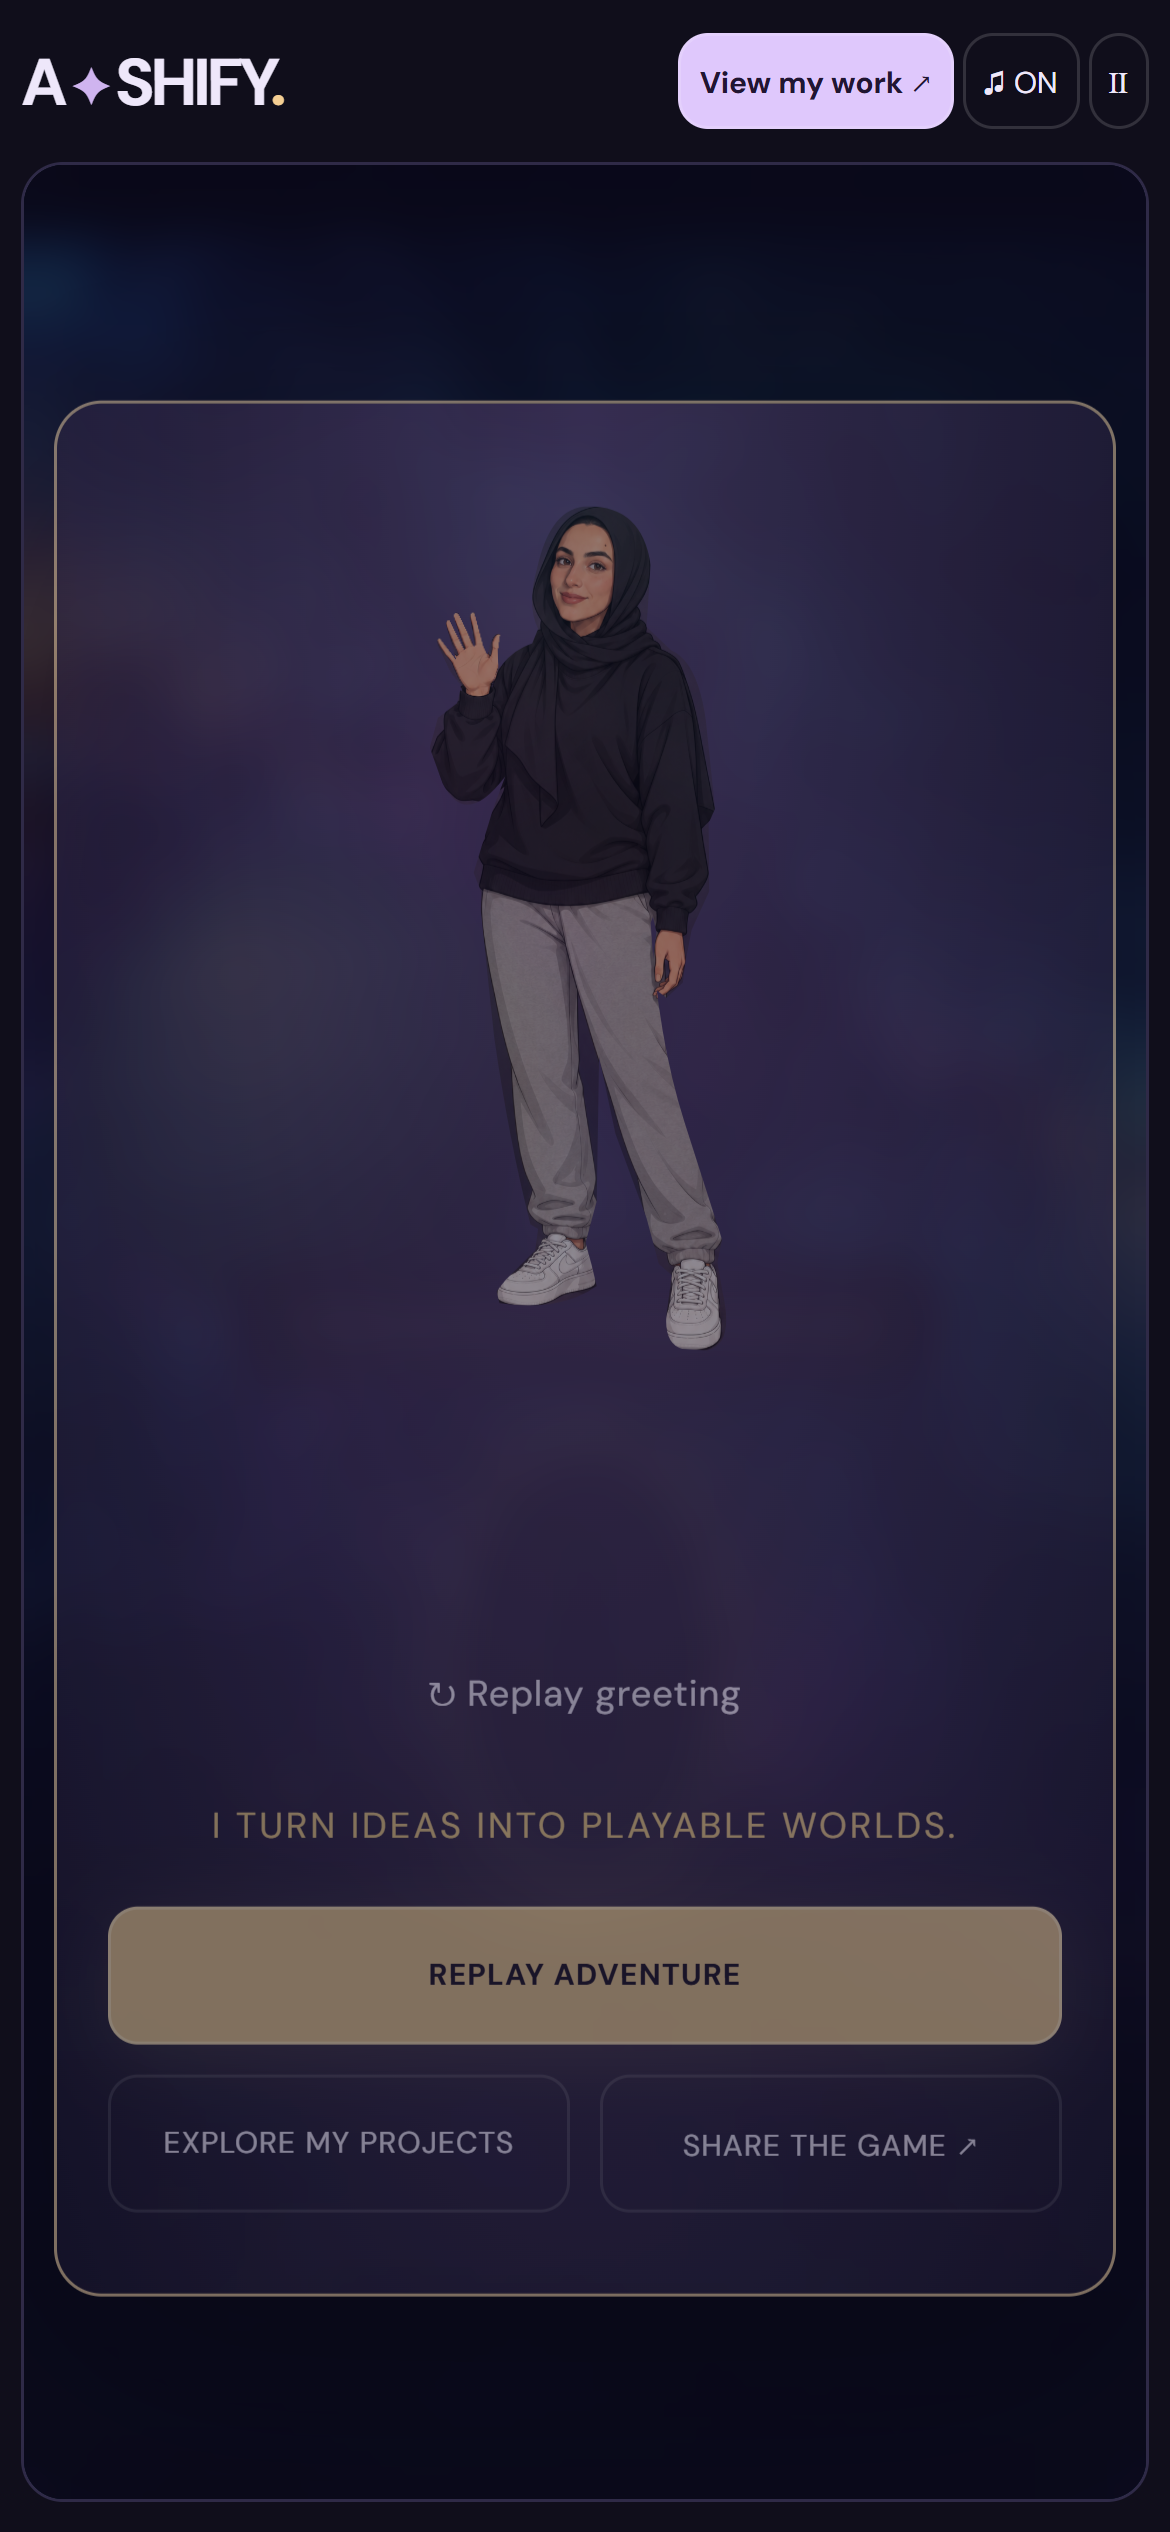 A✦SHIFY.
View my work ↗
♫ ON
II
↻ Replay greeting
I TURN IDEAS INTO PLAYABLE WORLDS.
REPLAY ADVENTURE
EXPLORE MY PROJECTS
SHARE THE GAME ↗